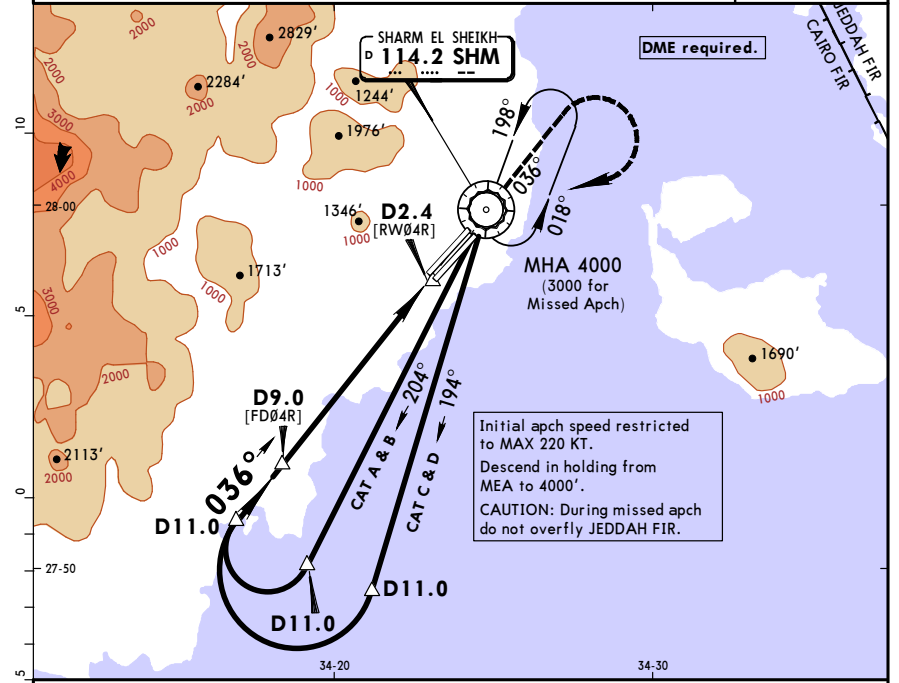 2000
2829'
SHARM EL SHEIKH
D 114.2 SHM
DME required.
JEDDAH FIR
CAIRO FIR
2000
2000
2284'
2000
1244'
1000
3000
10
1976'
198°
4000
1000
036°
28-00
1346'
D2.4
[RWØ4R]
1000
018°
1000
1713'
MHA 4000
(3000 for
Missed Apch)
1000
3000
5
1690'
1000
2000
D9.0
[FDØ4R]
204°
194°
CAT A & B
CAT C & D
Initial apch speed restricted
to MAX 220 KT.
Descend in holding from
MEA to 4000'.
CAUTION: During missed apch
do not overfly JEDDAH FIR.
2113'
2000
036°
0
D11.0
27-50
D11.0
D11.0
5
34-20
34-30